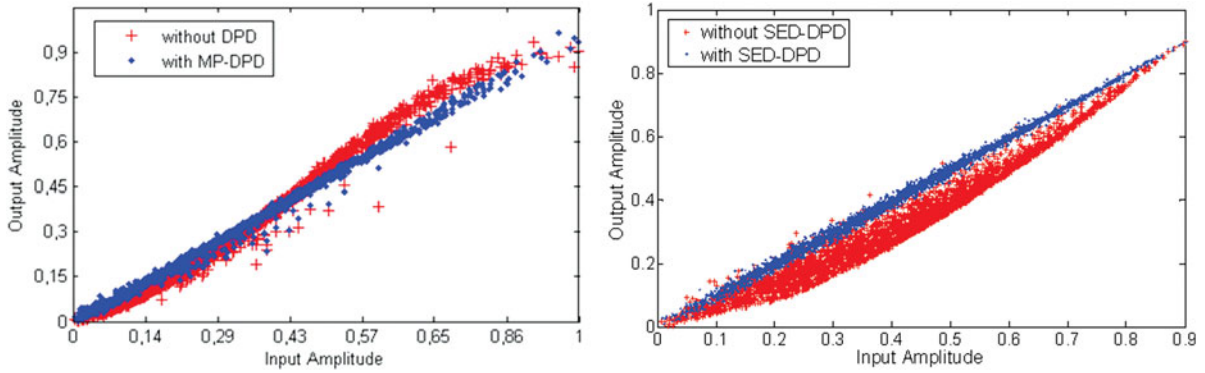 without DPD
with MP-DPD
Output Amplitude
0,9
0,75
0,6
0,45
0,3
0,15
0
0 0,14 0,29 0,43 0,57 0,65 0,86 1
Input Amplitude
without SED-DPD
with SED-DPD
Output Amplitude
1
0.8
0.6
0.4
0.2
0
0 0.1 0.2 0.3 0.4 0.5 0.6 0.7 0.8 0.9
Input Amplitude